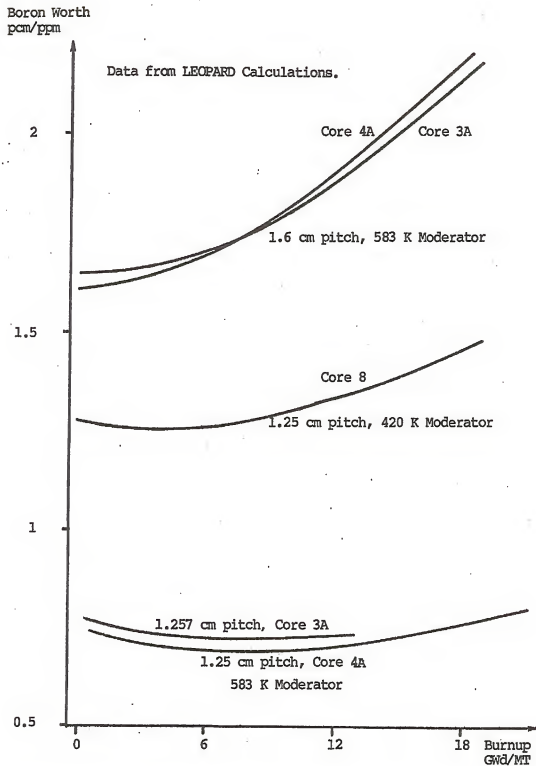 Boron Worth
pcm/ppm
Data from LEOPARD Calculations.
2
Core 4A
Core 3A
1.6 cm pitch, 583 K Moderator
1.5
Core 8
1.25 cm pitch, 420 K Moderator
1
1.257 cm pitch, Core 3A
1.25 cm pitch, Core 4A
583 K Moderator
0.5
0
6
12
18
Burnup
GWd/MT